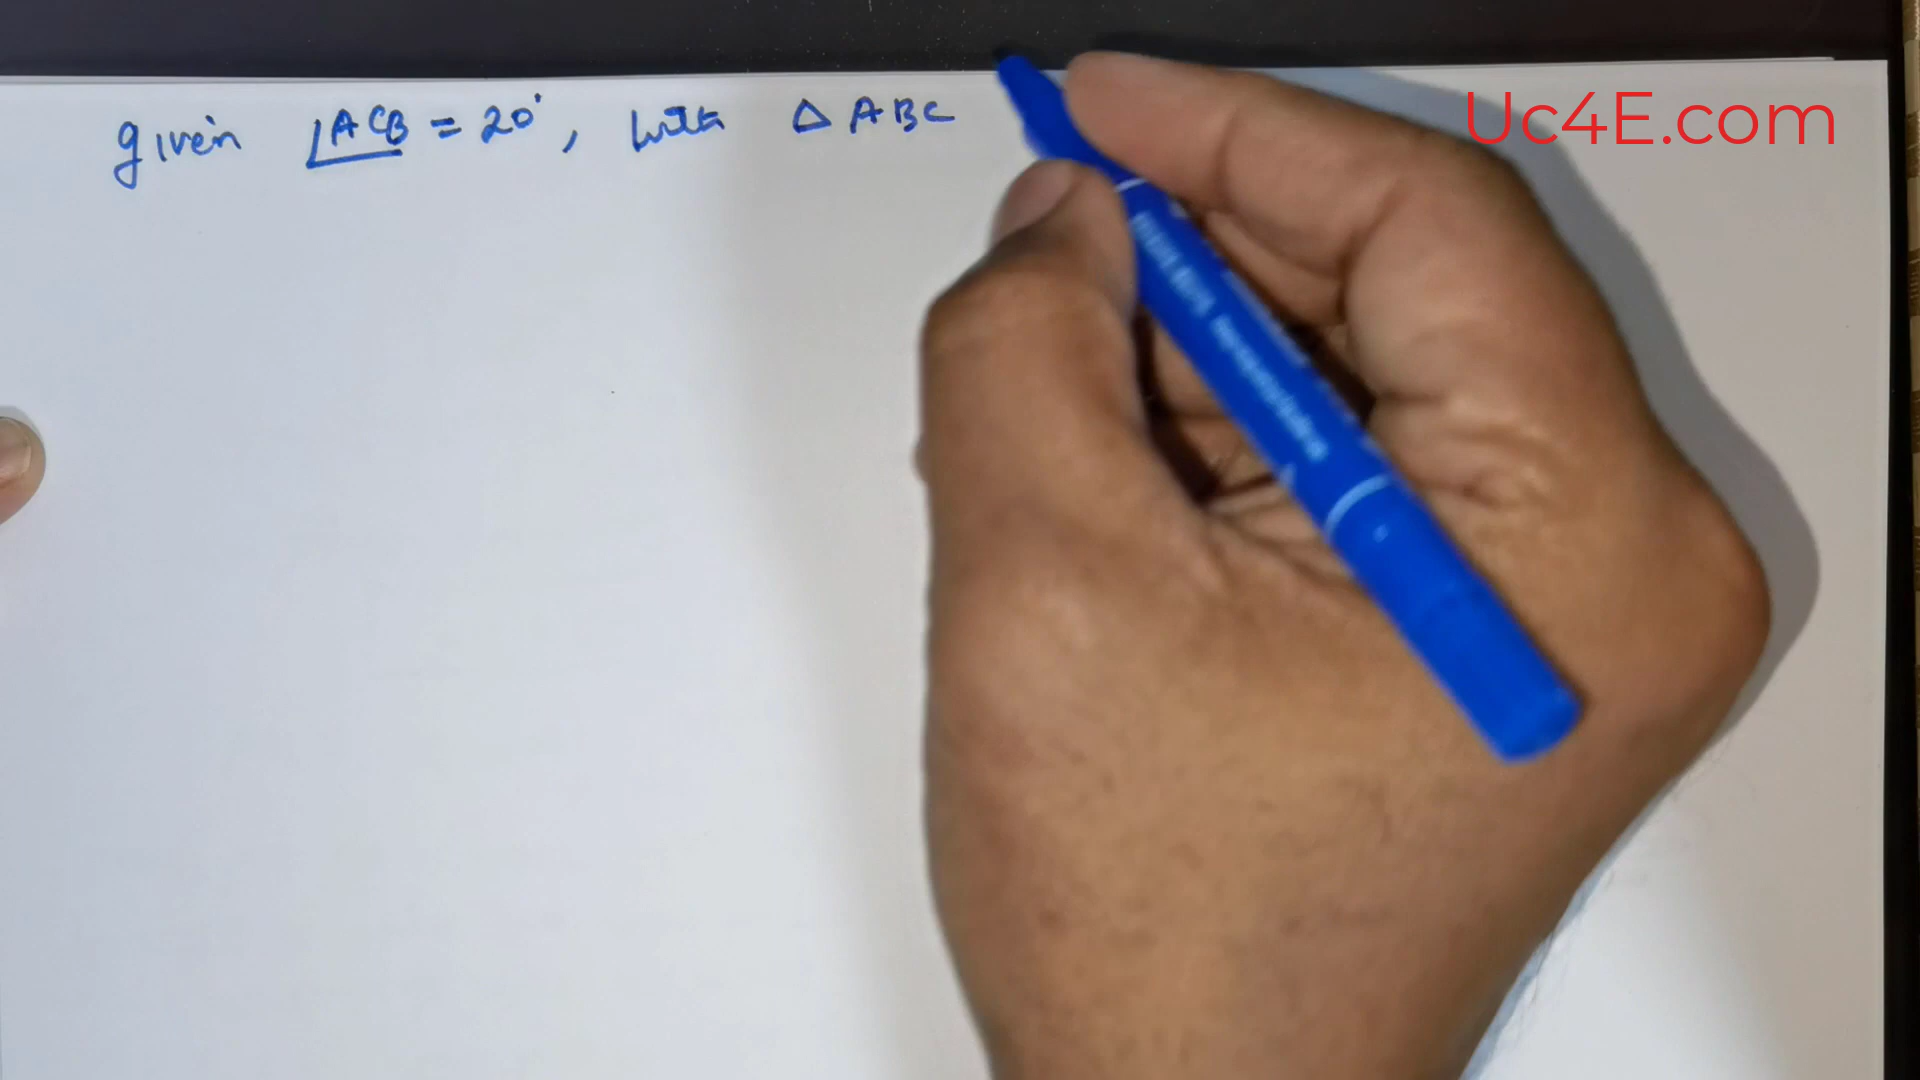 given ∠ACB = 20°, with △ ABC
Uc4E.com